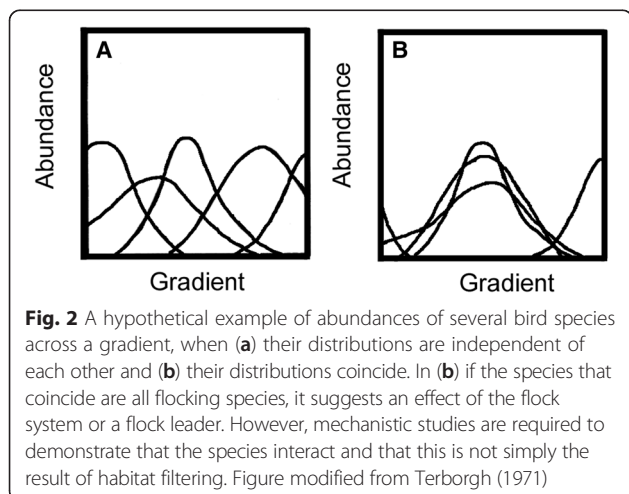 A
B
Abundance
Abundance
Gradient
Gradient
Fig. 2 A hypothetical example of abundances of several bird species
across a gradient, when (a) their distributions are independent of
each other and (b) their distributions coincide. In (b) if the species that
coincide are all flocking species, it suggests an effect of the flock
system or a flock leader. However, mechanistic studies are required to
demonstrate that the species interact and that this is not simply the
result of habitat filtering. Figure modified from Terborgh (1971)